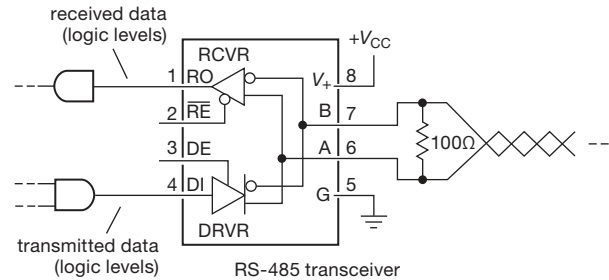 received data
(logic levels)
RCVR
+VCC
1 RO
V+ 8
2 RE
B 7
3 DE
100Ω
A 6
4 DI
G 5
DRVR
transmitted data
(logic levels)
RS-485 transceiver